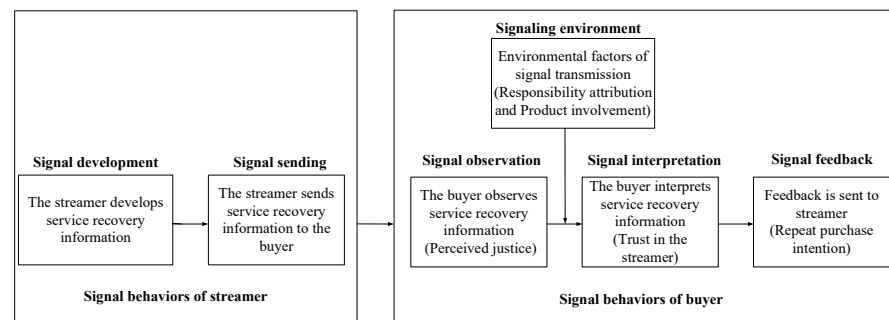 Signaling environment
Environmental factors of
signal transmission
(Responsibility attribution
and Product involvement)
Signal development
The streamer develops
service recovery
information
Signal sending
The streamer sends
service recovery
information to the
buyer
Signal observation
The buyer observes
service recovery
information
(Perceived justice)
Signal interpretation
The buyer interprets
service recovery
information
(Trust in the
streamer)
Signal feedback
Feedback is sent to
streamer
(Repeat purchase
intention)
Signal behaviors of streamer
Signal behaviors of buyer